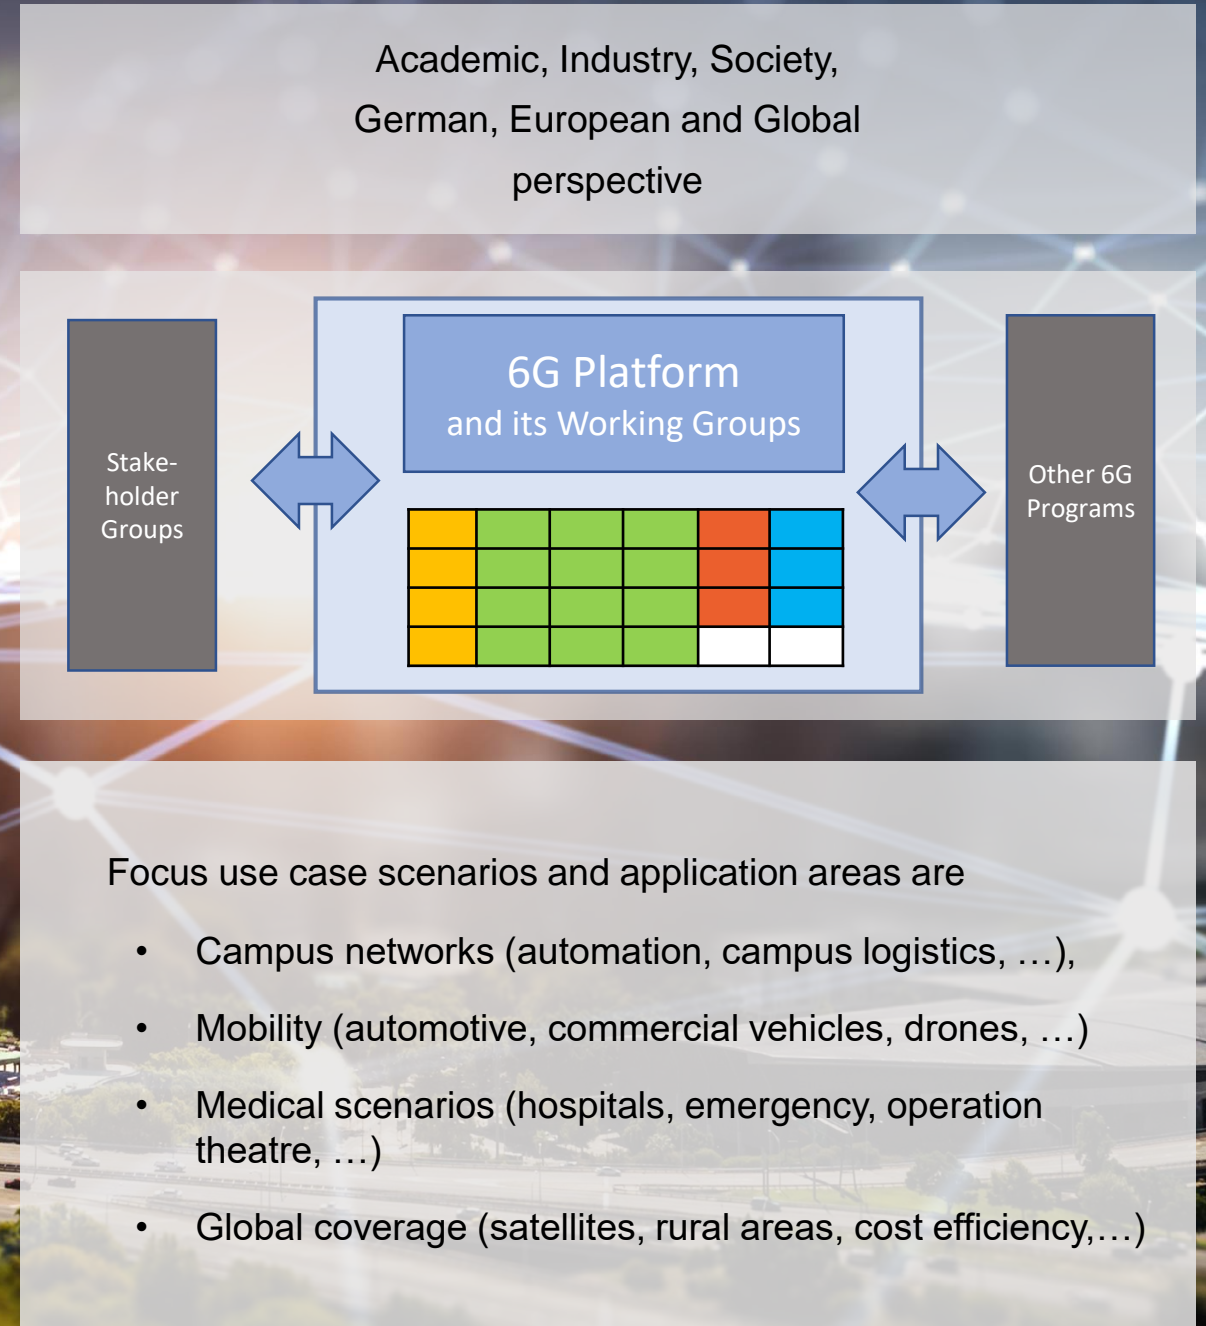 Academic, Industry, Society,
German, European and Global
perspective
6G Platform
and its Working Groups
Stake-
holder
Groups
Other 6G
Programs
Focus use case scenarios and application areas are
• Campus networks (automation, campus logistics, …),
• Mobility (automotive, commercial vehicles, drones, …)
• Medical scenarios (hospitals, emergency, operation
theatre, …)
• Global coverage (satellites, rural areas, cost efficiency,…)